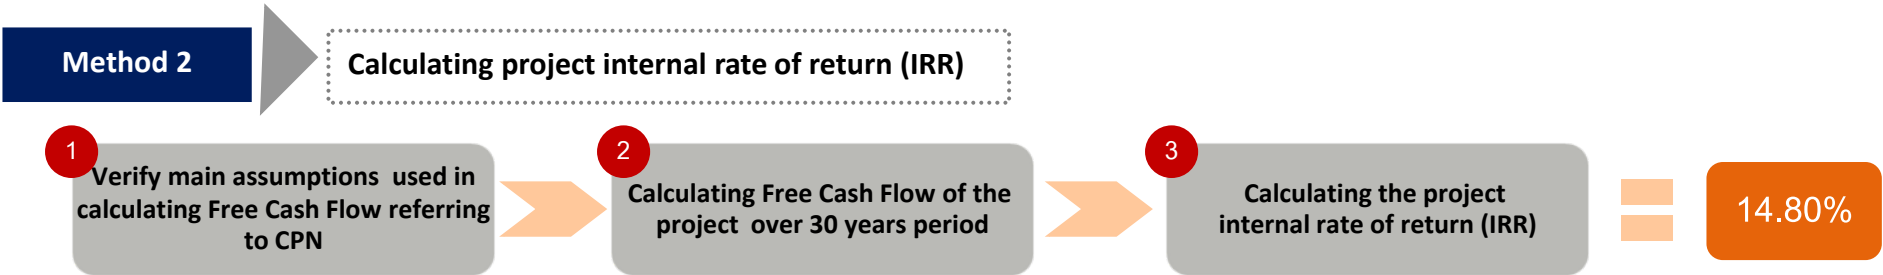 Method 2
Calculating project internal rate of return (IRR)
1
Verify main assumptions used in
calculating Free Cash Flow referring
to CPN
2
Calculating Free Cash Flow of the
project over 30 years period
3
Calculating the project
internal rate of return (IRR)
14.80%